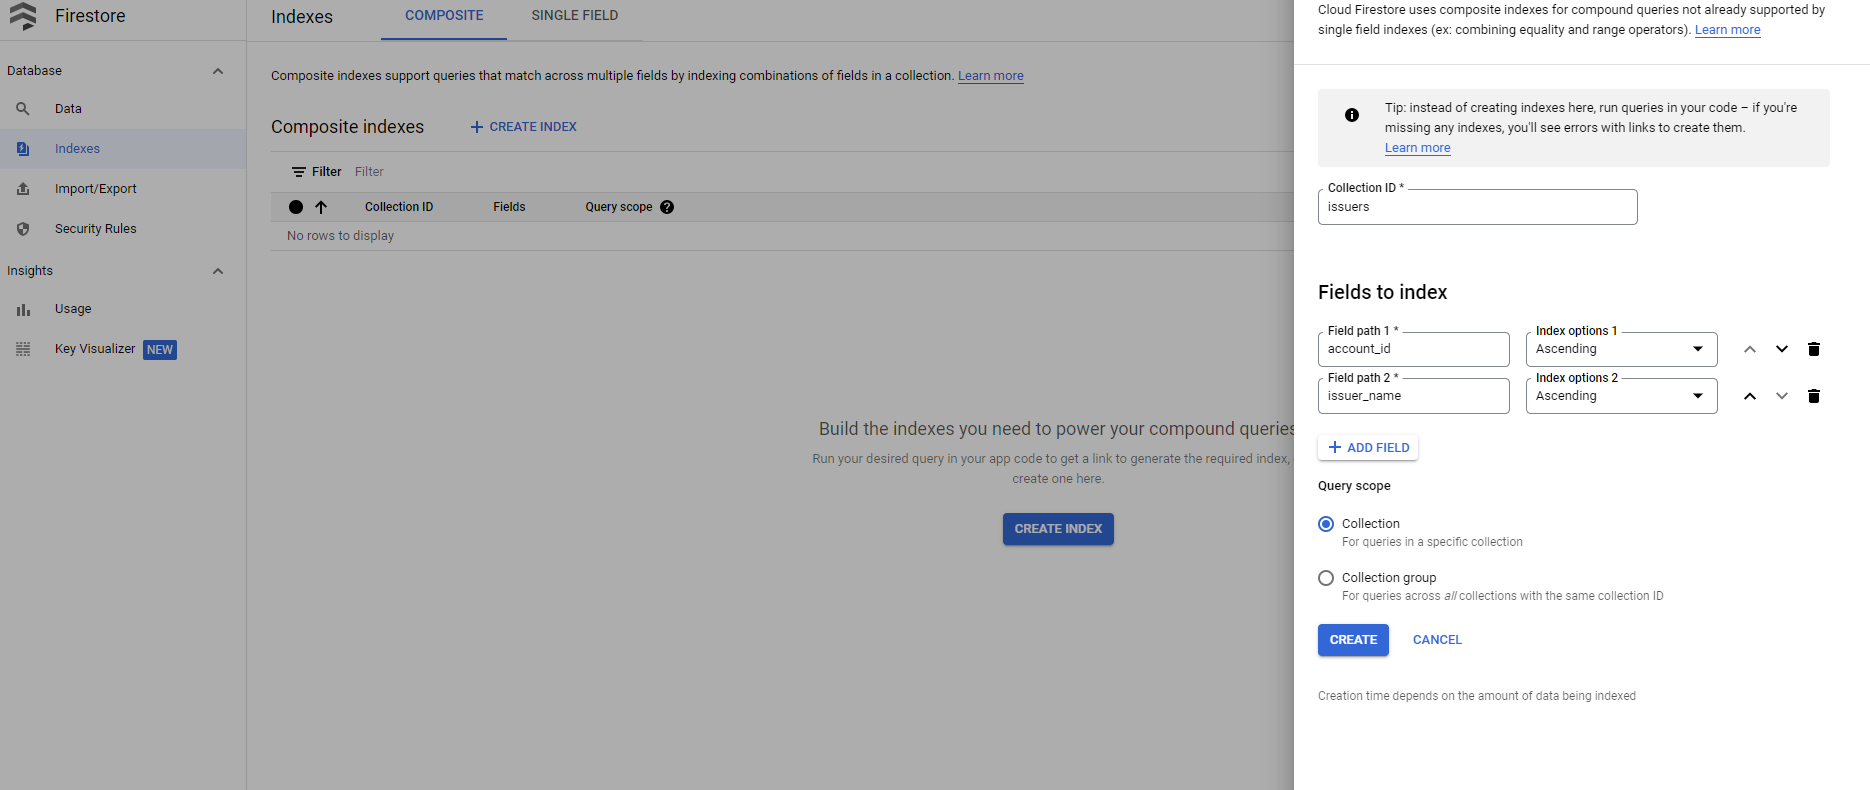 Firestore
Database
Data
Indexes
Import/Export
Security Rules
Insights
Usage
Key Visualizer NEW
Indexes
COMPOSITE
SINGLE FIELD
Composite indexes support queries that match across multiple fields by indexing combinations of fields in a collection. Learn more
Composite indexes
CREATE INDEX
Filter Filter
Collection ID Fields Query scope
No rows to display
Build the indexes you need to power your compound queries
Run your desired query in your app code to get a link to generate the required index,
create one here.
CREATE INDEX
Cloud Firestore uses composite indexes for compound queries not already supported by
single field indexes (ex: combining equality and range operators). Learn more
Tip: instead of creating indexes here, run queries in your code – if you're
missing any indexes, you'll see errors with links to create them.
Learn more
Collection ID *
issuers
Fields to index
Field path 1 *
account_id
Index options 1
Ascending
Field path 2 *
issuer_name
Index options 2
Ascending
ADD FIELD
Query scope
Collection
For queries in a specific collection
Collection group
For queries across all collections with the same collection ID
CREATE
CANCEL
Creation time depends on the amount of data being indexed